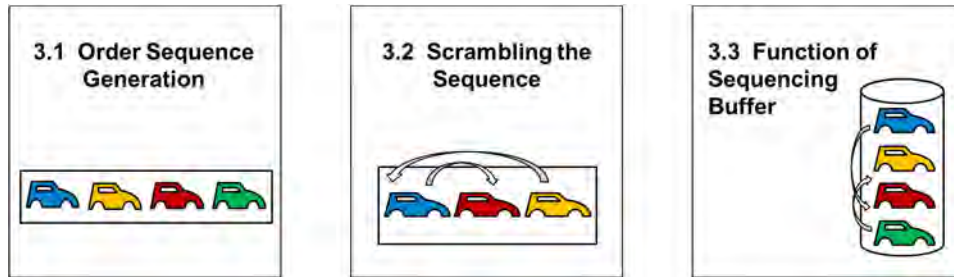 3.1 Order Sequence
Generation
3.2 Scrambling the
Sequence
3.3 Function of
Sequencing
Buffer